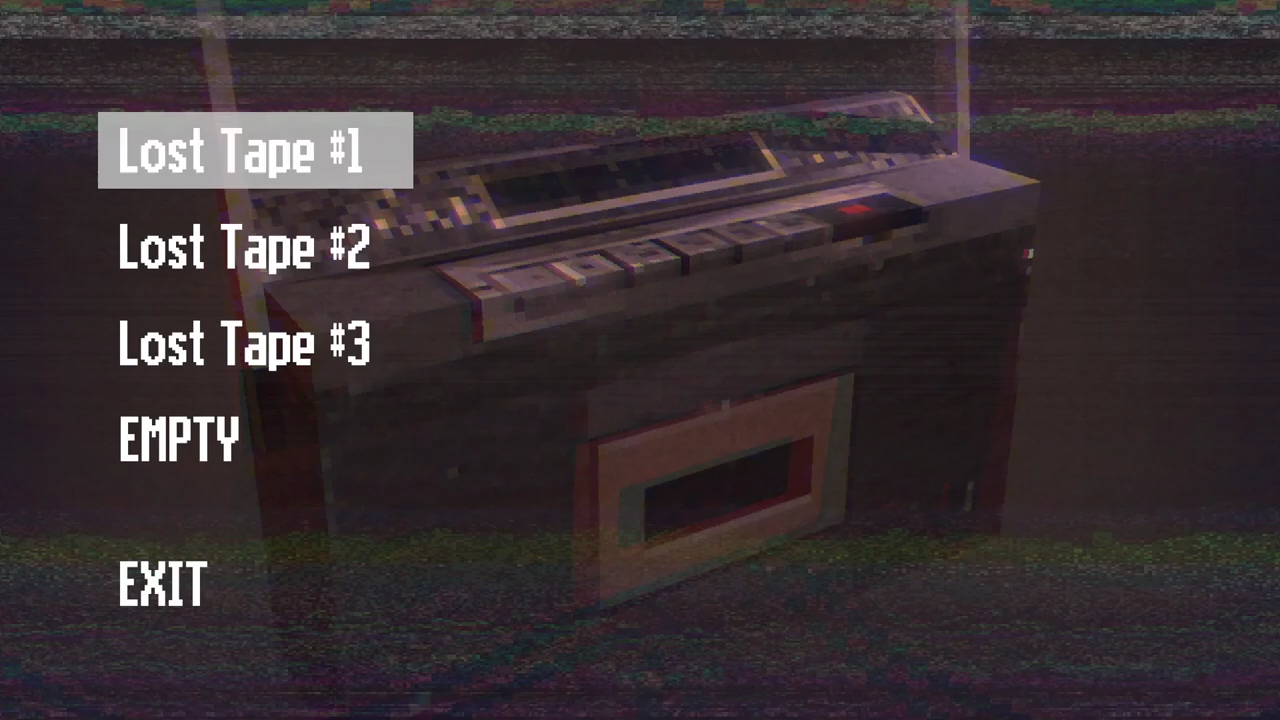 Lost Tape #1
Lost Tape #2
Lost Tape #3
EMPTY
EXIT